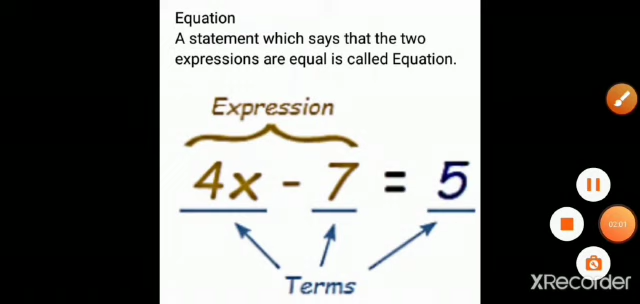 Equation
A statement which says that the two
expressions are equal is called Equation.
Expression
4x - 7 = 5
Terms
02:01
XRecorder